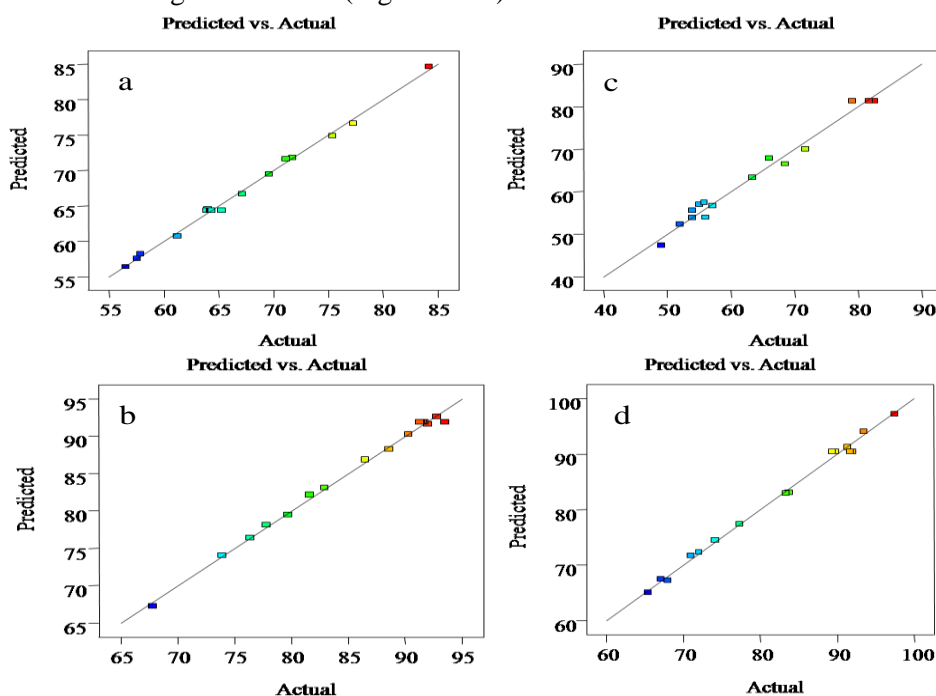 Predicted vs. Actual
a
85
80
75
70
65
60
55
Predicted
55 60 65 70 75 80 85
Actual
Predicted vs. Actual
c
90
80
70
60
50
40
Predicted
40 50 60 70 80 90
Actual
Predicted vs. Actual
b
95
90
85
80
75
70
65
Predicted
65 70 75 80 85 90 95
Actual
Predicted vs. Actual
d
100
90
80
70
60
Predicted
60 70 80 90 100
Actual